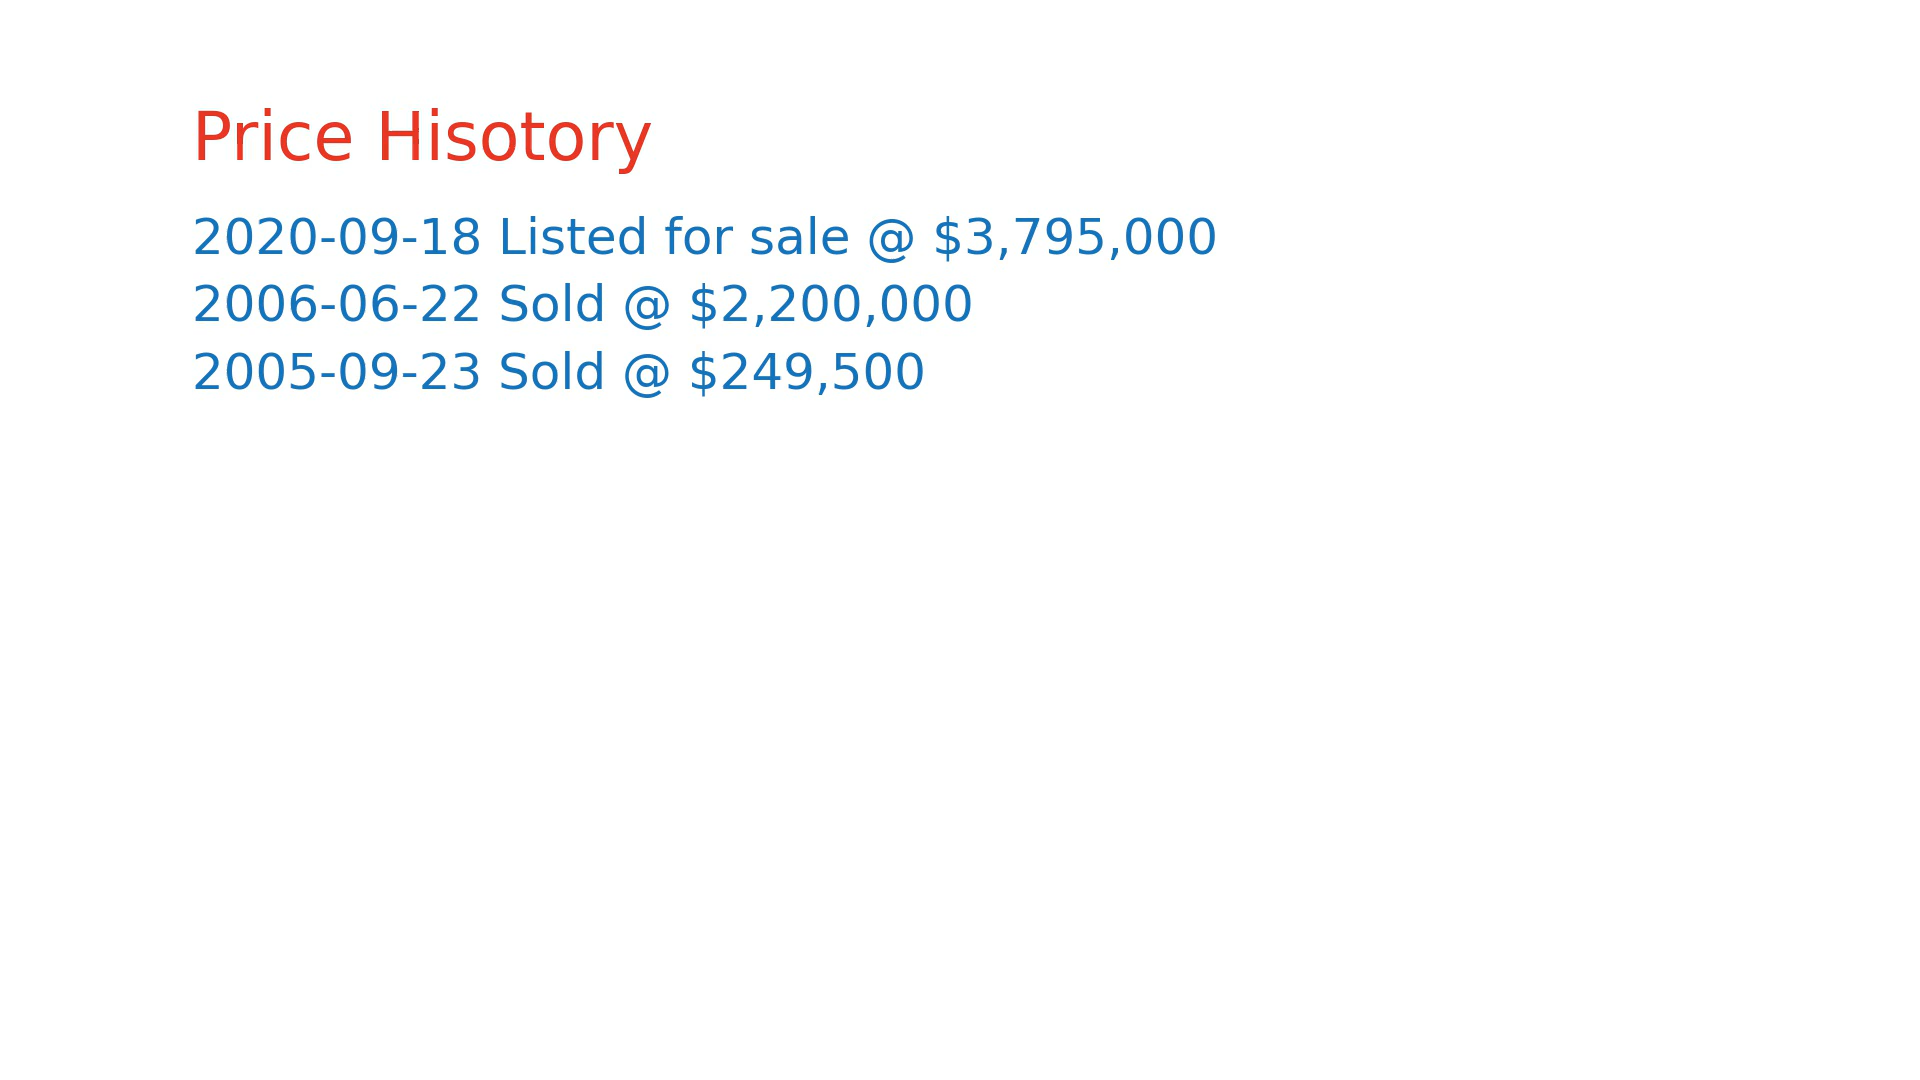 Price Hisotory
2020-09-18 Listed for sale @ $3,795,000
2006-06-22 Sold @ $2,200,000
2005-09-23 Sold @ $249,500